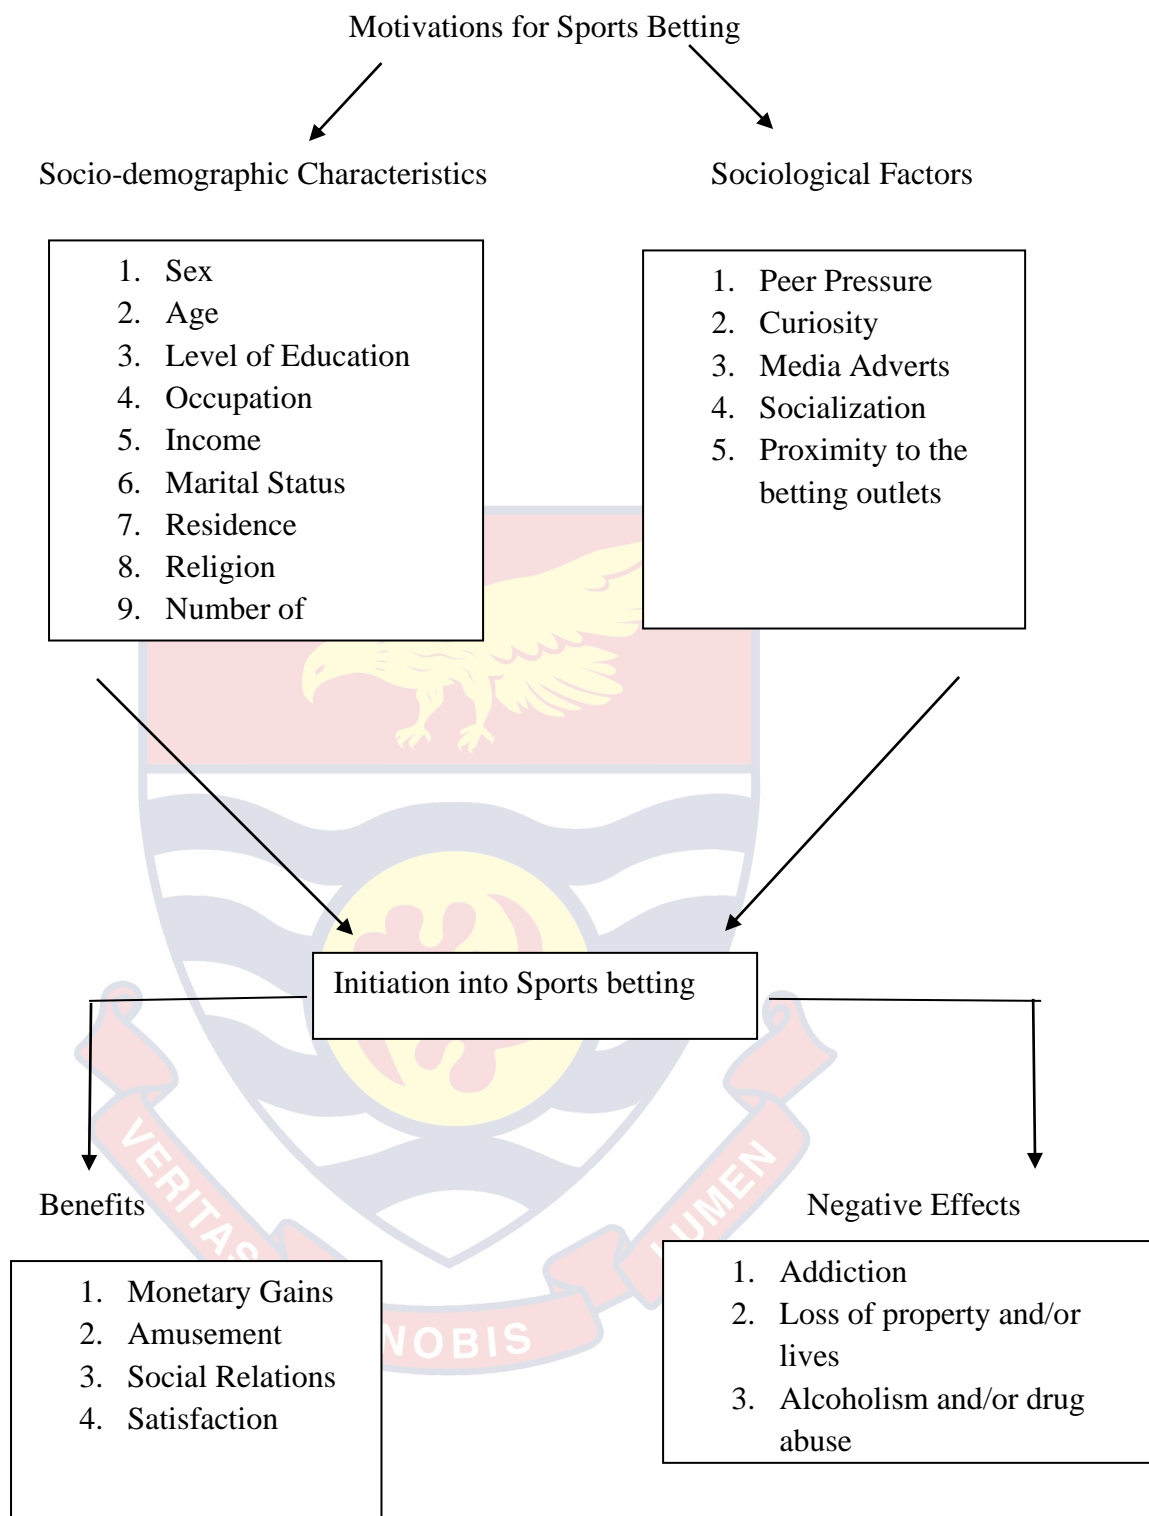 Motivations for Sports Betting
Socio-demographic Characteristics
1. Sex
2. Age
3. Level of Education
4. Occupation
5. Income
6. Marital Status
7. Residence
8. Religion
9. Number of
Sociological Factors
1. Peer Pressure
2. Curiosity
3. Media Adverts
4. Socialization
5. Proximity to the
betting outlets
Initiation into Sports betting
Benefits
1. Monetary Gains
2. Amusement
3. Social Relations
4. Satisfaction
Negative Effects
1. Addiction
2. Loss of property and/or
lives
3. Alcoholism and/or drug
abuse
VERITAS
NOBIS
LUMEN